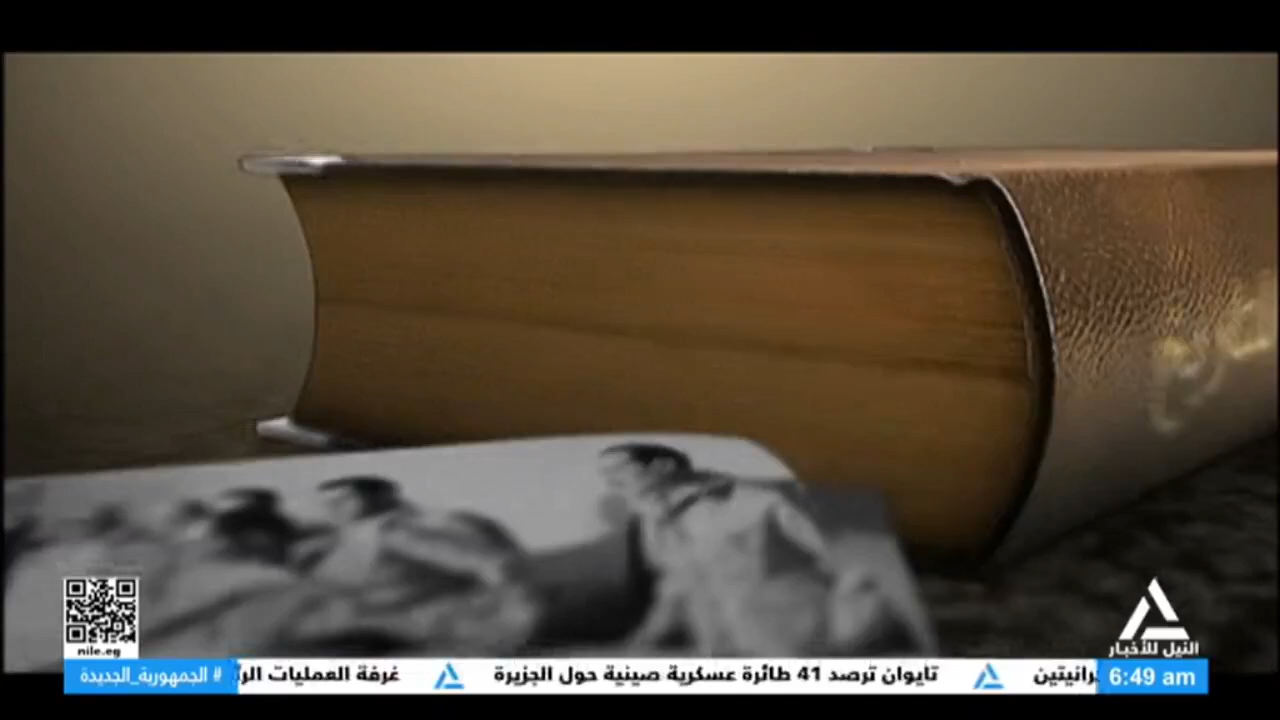 nile.eg
النيل للأخبار
6:49 am
تايوان ترصد 41 طائرة عسكرية صينية حول الجزيرة
غرفة العمليات
# الجمهورية_الجديدة